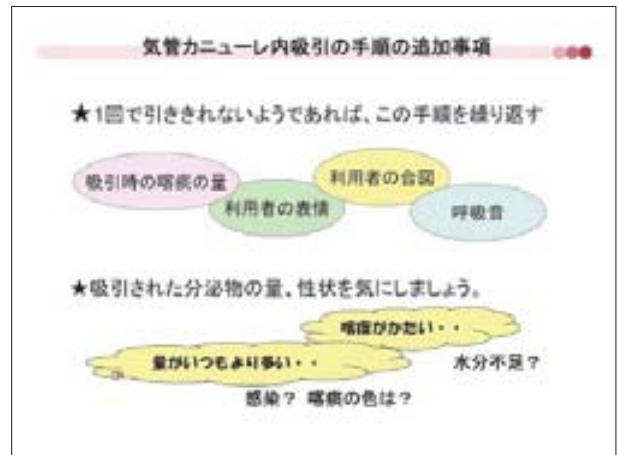 気管カニューレ内吸引の手順の追加事項
★1回で引ききれないようであれば、この手順を繰り返す
吸引時の喀痰の量
利用者の表情
利用者の合図
呼吸音
★吸引された分泌物の量、性状を気にしましょう。
喀痰がかたい・・
量がいつもより多い・・
水分不足？
感染？ 喀痰の色は？